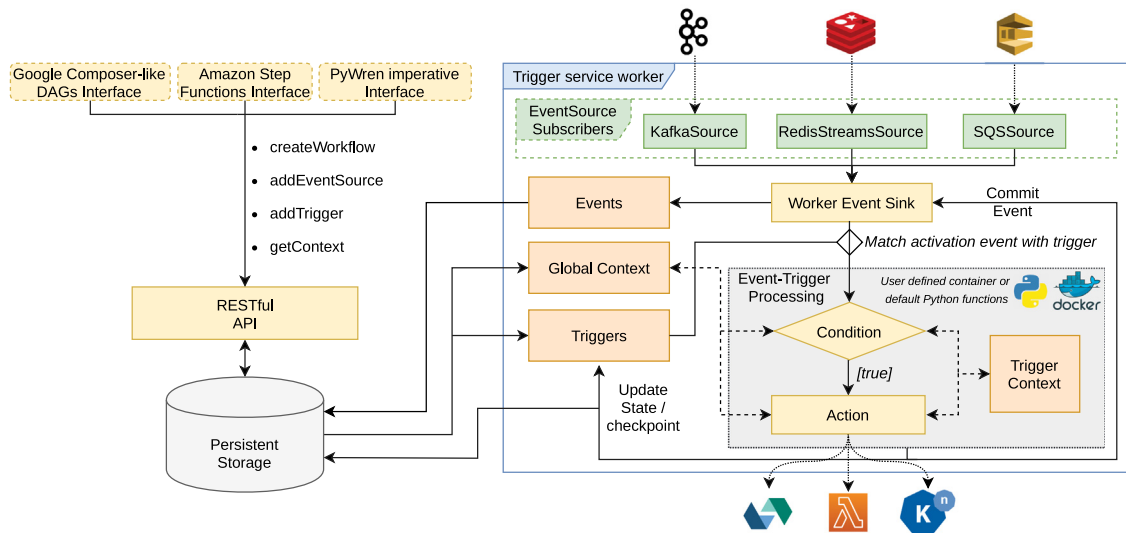 Google Composer-like
DAGs Interface
Amazon Step
Functions Interface
PyWren imperative
Interface
• createWorkflow
• addEventSource
• addTrigger
• getContext
RESTful
API
Persistent
Storage
Trigger service worker
EventSource
Subscribers
KafkaSource
RedisStreamsSource
SQSSource
Events
Worker Event Sink
Commit
Event
Match activation event with trigger
Global Context
Event-Trigger
Processing
User defined container or
default Python functions
docker
Triggers
Condition
[true]
Trigger
Context
Update
State /
checkpoint
Action
K
n